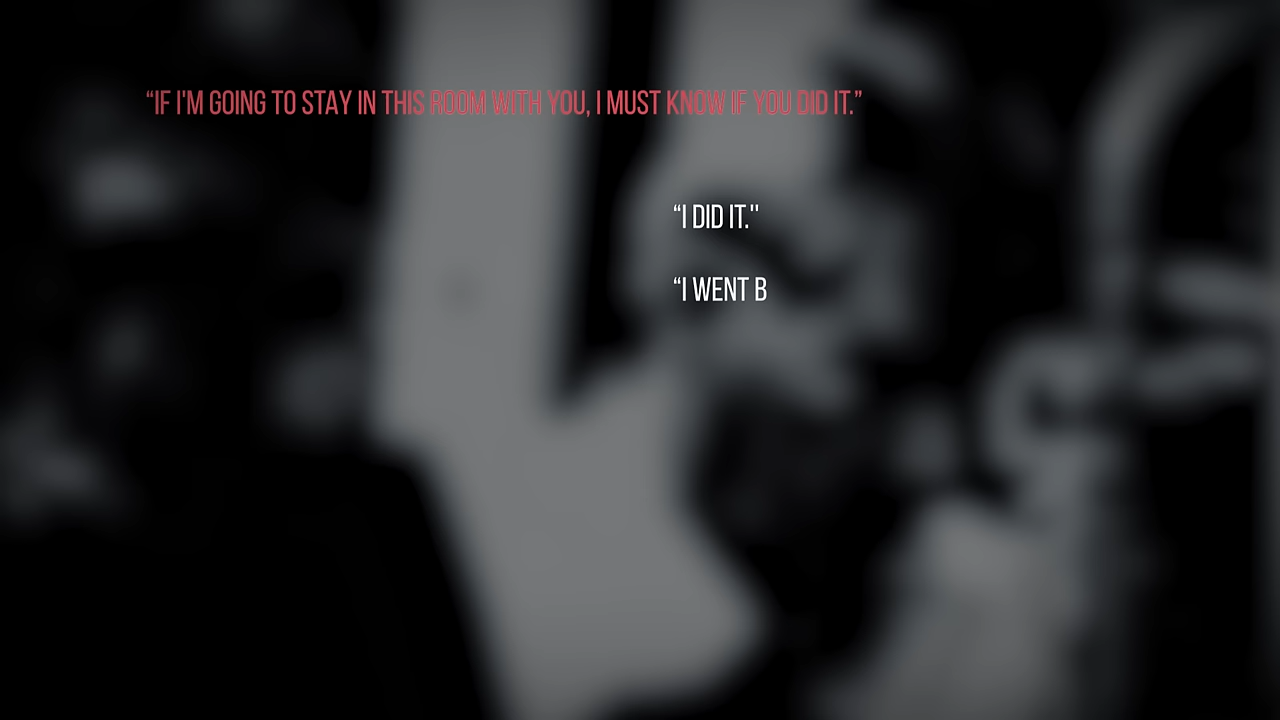 “IF I'M GOING TO STAY IN THIS ROOM WITH YOU, I MUST KNOW IF YOU DID IT.”
“I DID IT."
“I WENT B